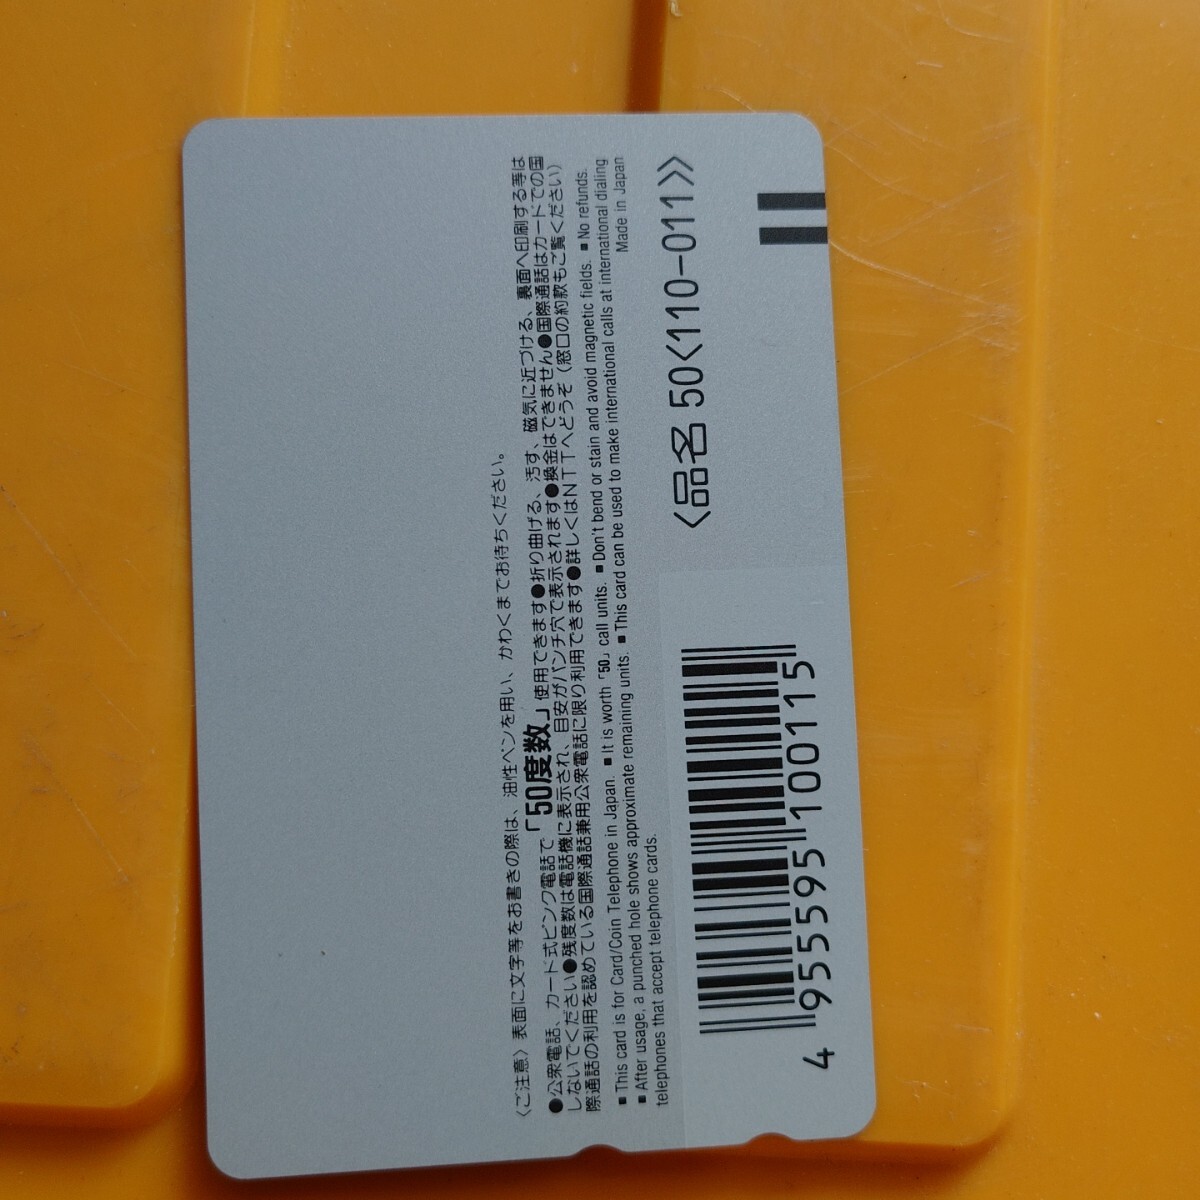 〈ご注意〉表面に文字等をお書きの際は、油性ペンを用い、かわくまでお待ちください。
●公衆電話、カード式ピンク電話で「50度数」使用できます●折り曲げる、汚す、磁気に近づける、裏面へ印刷する等は
しないでください●残度数は電話機に表示され、目安がパンチ穴で表示されます●換金はできません●国際通話はカードでの国
際通話の利用を認めている国際通話兼用公衆電話に限り利用できます●詳しくはNTTへどうぞ（窓口の約款もご覧ください）
■This card is for Card/Coin Telephone in Japan. ■It is worth「50」call units. ■Don't bend or stain and avoid magnetic fields. ■No refunds.
■After usage, a punched hole shows approximate remaining units. ■This card can be used to make international calls at international dialing
telephones that accept telephone cards. Made in Japan
〈品名 50〈110-011〉〉
4 955595 100115